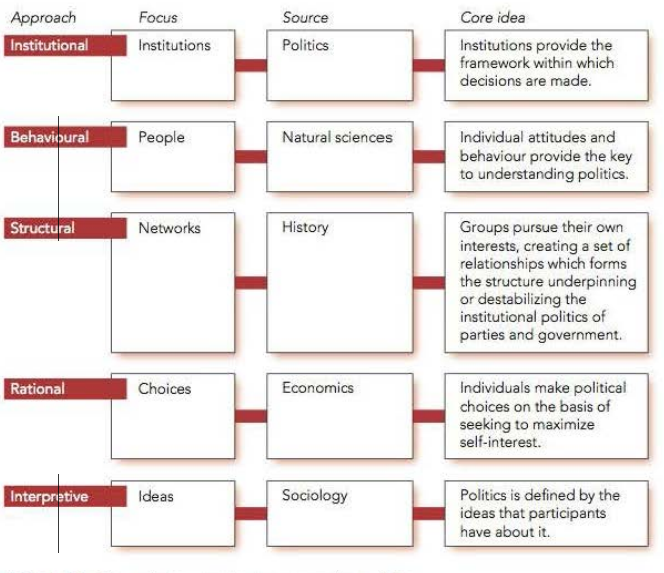 Approach Focus Source Core idea
Institutional Institutions Politics Institutions provide the
framework within which
decisions are made.
Behavioural People Natural sciences Individual attitudes and
behaviour provide the key
to understanding politics.
Structural Networks History Groups pursue their own
interests, creating a set of
relationships which forms
the structure underpinning
or destabilizing the
institutional politics of
parties and government.
Rational Choices Economics Individuals make political
choices on the basis of
seeking to maximize
self-interest.
Interpretive Ideas Sociology Politics is defined by the
ideas that participants
have about it.